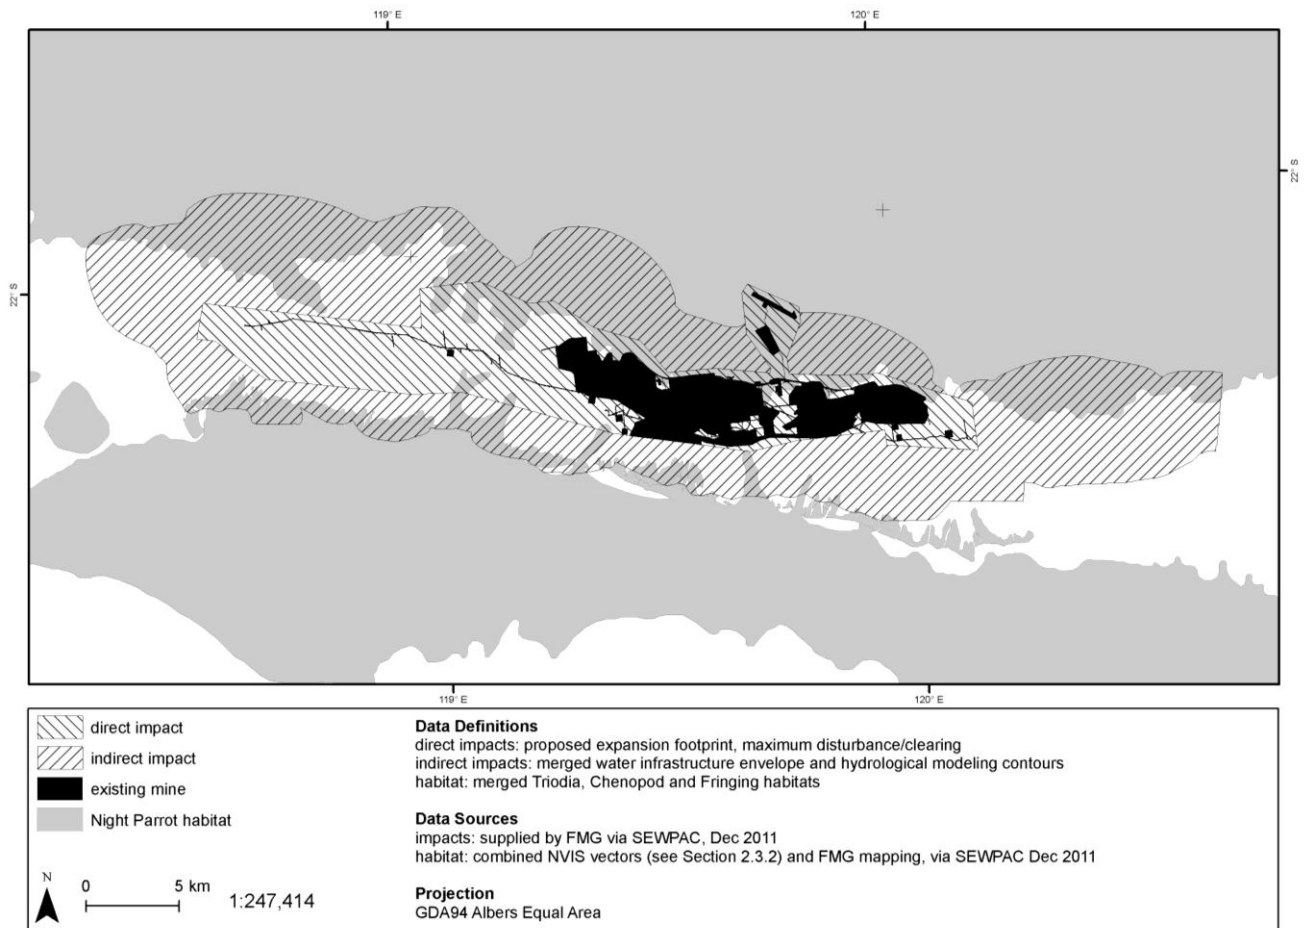 119° E
120° E
22° S
22° S
119° E
120° E
direct impact
indirect impact
existing mine
Night Parrot habitat
N
0
5 km
1:247,414
Data Definitions
direct impacts: proposed expansion footprint, maximum disturbance/clearing
indirect impacts: merged water infrastructure envelope and hydrological modeling contours
habitat: merged Triodia, Chenopod and Fringing habitats
Data Sources
impacts: supplied by FMG via SEWPAC, Dec 2011
habitat: combined NVIS vectors (see Section 2.3.2) and FMG mapping, via SEWPAC Dec 2011
Projection
GDA94 Albers Equal Area